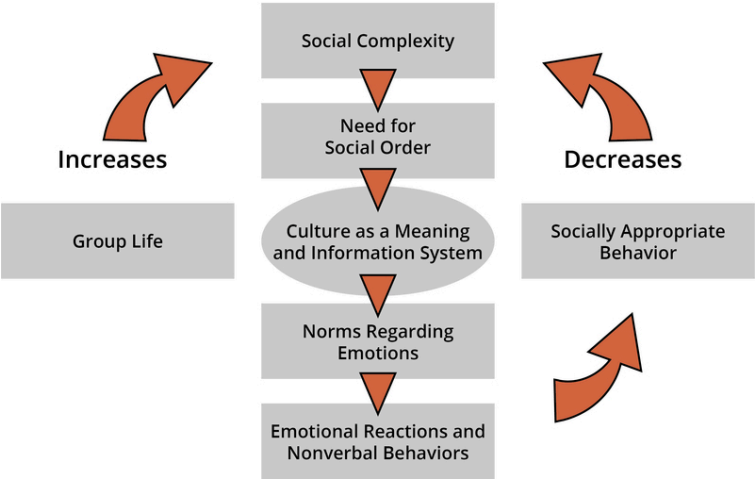 Social Complexity
Increases
Need for
Social Order
Decreases
Group Life
Culture as a Meaning
and Information System
Socially Appropriate
Behavior
Norms Regarding
Emotions
Emotional Reactions and
Nonverbal Behaviors